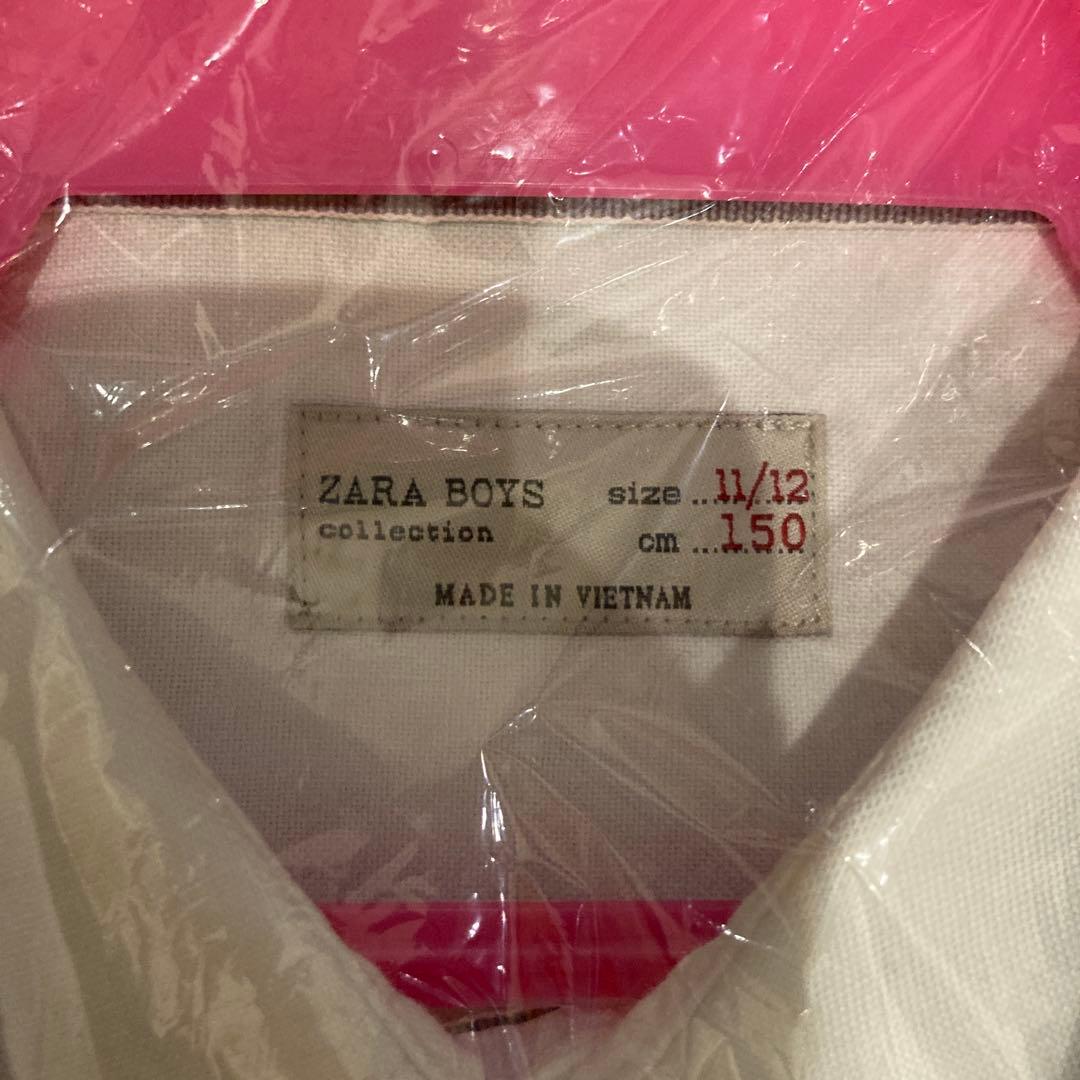 ZARA BOYS size ..11/12
collection cm ....150
MADE IN VIETNAM